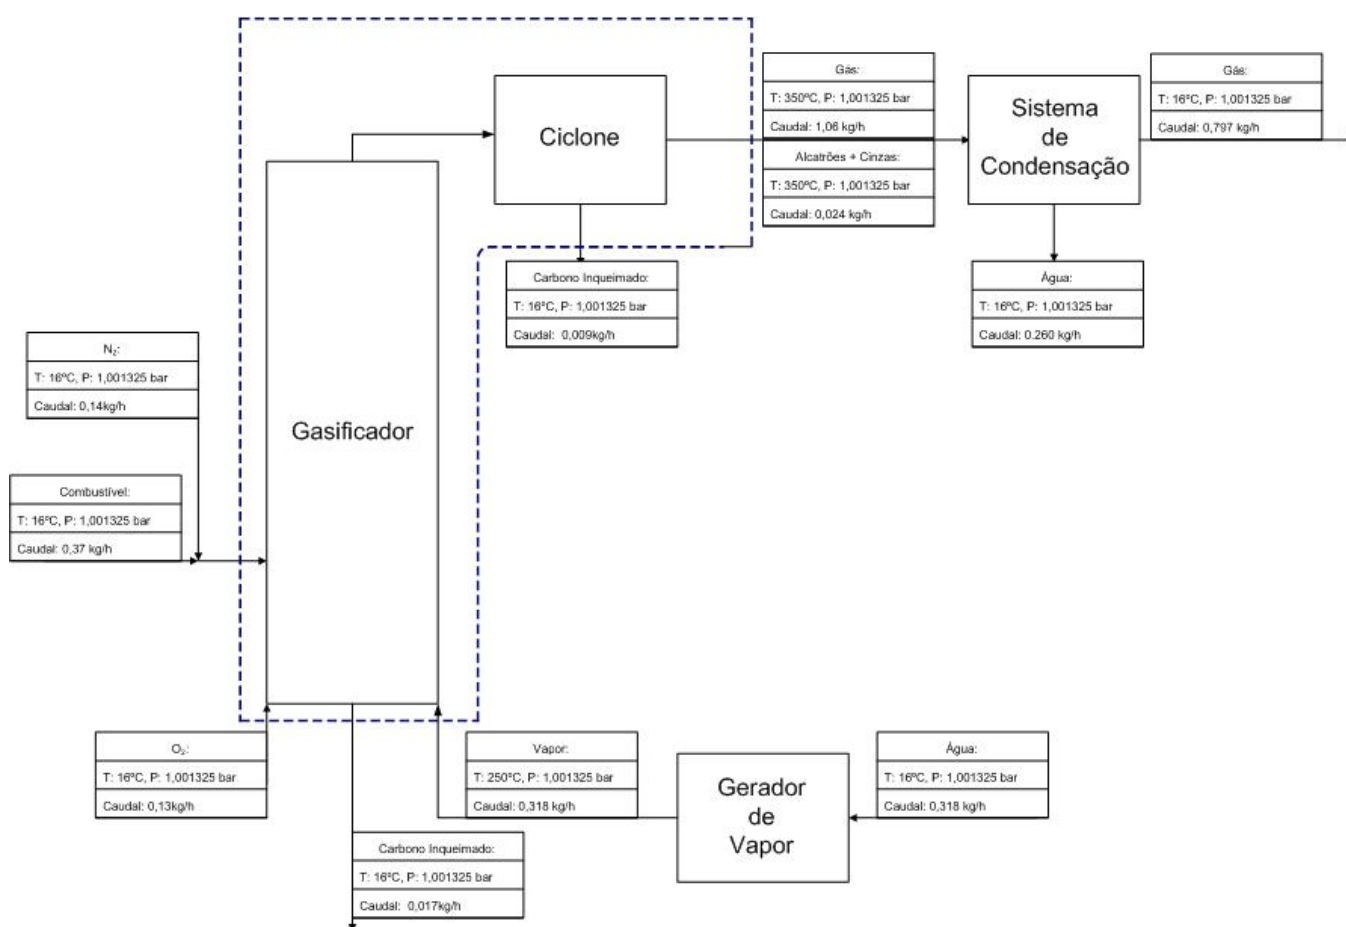 Gás:
T: 350ºC, P: 1,001325 bar
Caudal: 1,06 kg/h
Gás:
T: 16ºC, P: 1,001325 bar
Caudal: 0,797 kg/h
Ciclone
Sistema
de
Condensação
Alcatrões + Cinzas:
T: 350ºC, P: 1,001325 bar
Caudal: 0,024 kg/h
Carbono Inqueimado:
T: 16ºC, P: 1,001325 bar
Caudal: 0,009kg/h
Água:
T: 16ºC, P: 1,001325 bar
Caudal: 0.260 kg/h
N₂:
T: 16ºC, P: 1,001325 bar
Caudal: 0,14kg/h
Gasificador
Combustível:
T: 16ºC, P: 1,001325 bar
Caudal: 0,37 kg/h
O₂:
T: 16ºC, P: 1,001325 bar
Caudal: 0,13kg/h
Vapor:
T: 250ºC, P: 1,001325 bar
Caudal: 0,318 kg/h
Gerador
de
Vapor
Água:
T: 16ºC, P: 1,001325 bar
Caudal: 0,318 kg/h
Carbono Inqueimado:
T: 16ºC, P: 1,001325 bar
Caudal: 0,017kg/h